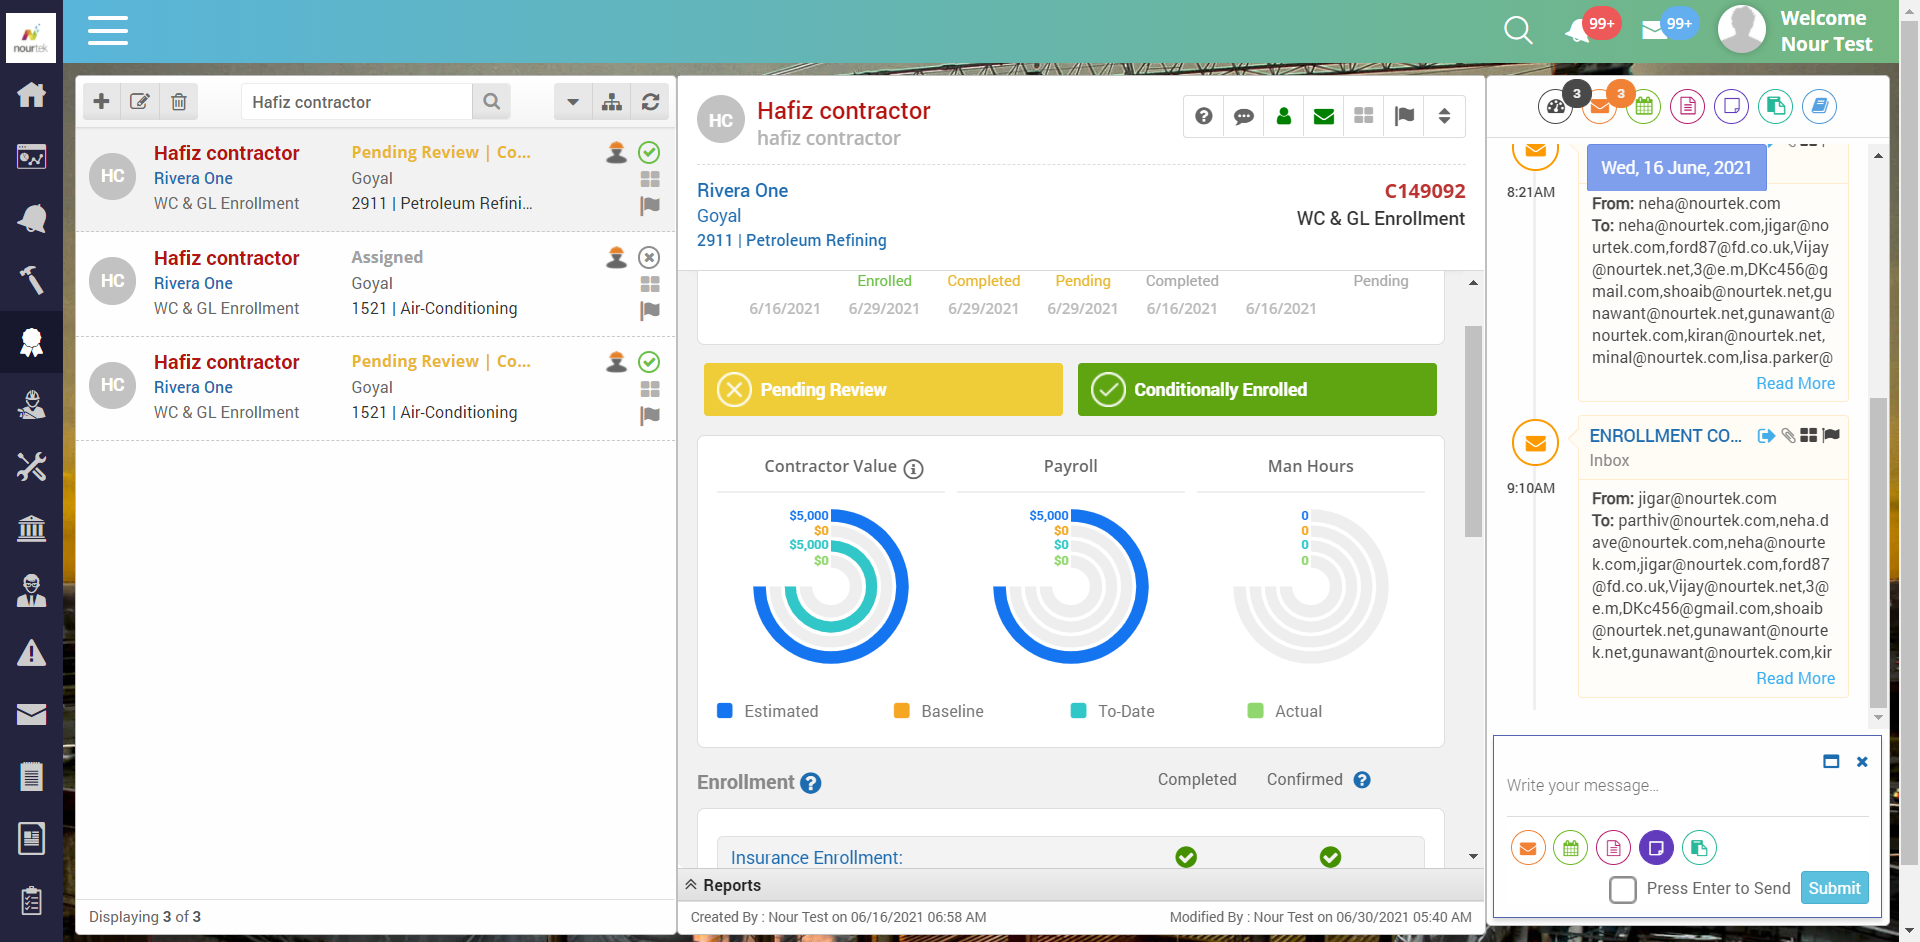 nourtek
99+
99+
Welcome
Nour Test
Hafiz contractor
HC
Hafiz contractor
Rivera One
WC & GL Enrollment
Pending Review | Co...
Goyal
2911 | Petroleum Refini...
HC
Hafiz contractor
Rivera One
WC & GL Enrollment
Assigned
Goyal
1521 | Air-Conditioning
HC
Hafiz contractor
Rivera One
WC & GL Enrollment
Pending Review | Co...
Goyal
1521 | Air-Conditioning
Displaying 3 of 3
HC
Hafiz contractor
hafiz contractor
Rivera One
Goyal
2911 | Petroleum Refining
C149092
WC & GL Enrollment
Enrolled Completed Pending Completed Pending
6/16/2021 6/29/2021 6/29/2021 6/29/2021 6/16/2021 6/16/2021
Pending Review
Conditionally Enrolled
Contractor Value
$5,000
$0
$5,000
$0
Payroll
$5,000
$0
$0
$0
Man Hours
0
0
0
0
Estimated Baseline To-Date Actual
Enrollment
Completed Confirmed
Insurance Enrollment:
Reports
Created By : Nour Test on 06/16/2021 06:58 AM
Modified By : Nour Test on 06/30/2021 05:40 AM
3
3
Wed, 16 June, 2021
8:21AM
From: neha@nourtek.com
To: neha@nourtek.com,jigar@no
urtek.com,ford87@fd.co.uk,Vijay
@nourtek.net,3@e.m,DKc456@g
mail.com,shoaib@nourtek.net,gu
nawant@nourtek.net,gunawant@
nourtek.com,kiran@nourtek.net,
minal@nourtek.com,lisa.parker@
Read More
9:10AM
ENROLLMENT CO...
Inbox
From: jigar@nourtek.com
To: parthiv@nourtek.com,neha.d
ave@nourtek.com,neha@nourte
k.com,jigar@nourtek.com,ford87
@fd.co.uk,Vijay@nourtek.net,3@
e.m,DKc456@gmail.com,shoaib
@nourtek.net,gunawant@nourte
k.net,gunawant@nourtek.com,kir
Read More
Write your message...
Press Enter to Send
Submit